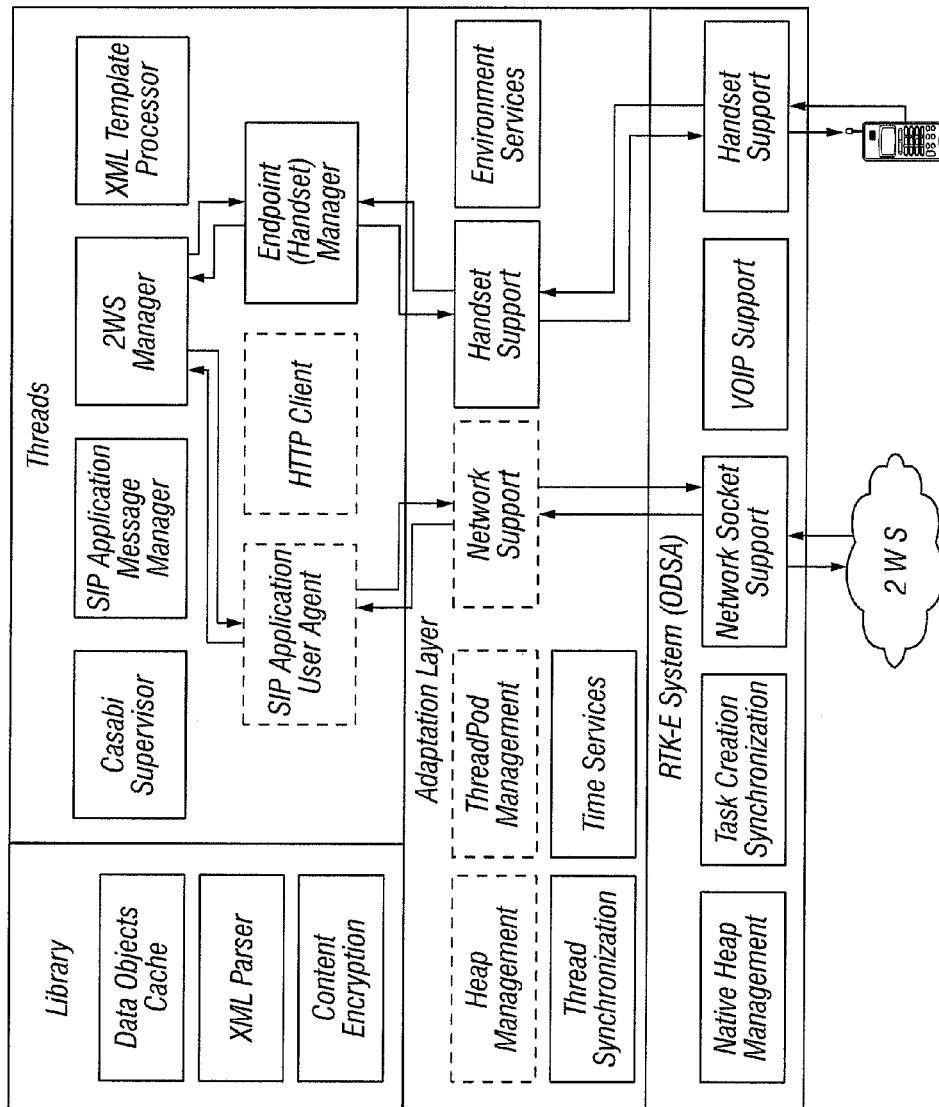 Library
Data Objects
Cache
XML Parser
Content
Encryption
Threads
Casabi
Supervisor
SIP Application
Message
Manager
2WS
Manager
XML Template
Processor
SIP Application
User Agent
HTTP Client
Endpoint
(Handset)
Manager
Adaptation Layer
Heap
Management
ThreadPod
Management
Network
Support
Handset
Support
Environment
Services
Thread
Synchronization
Time Services
RTK-E System (ODSA)
Native Heap
Management
Task Creation
Synchronization
Network Socket
Support
VOIP Support
Handset
Support
2 W S